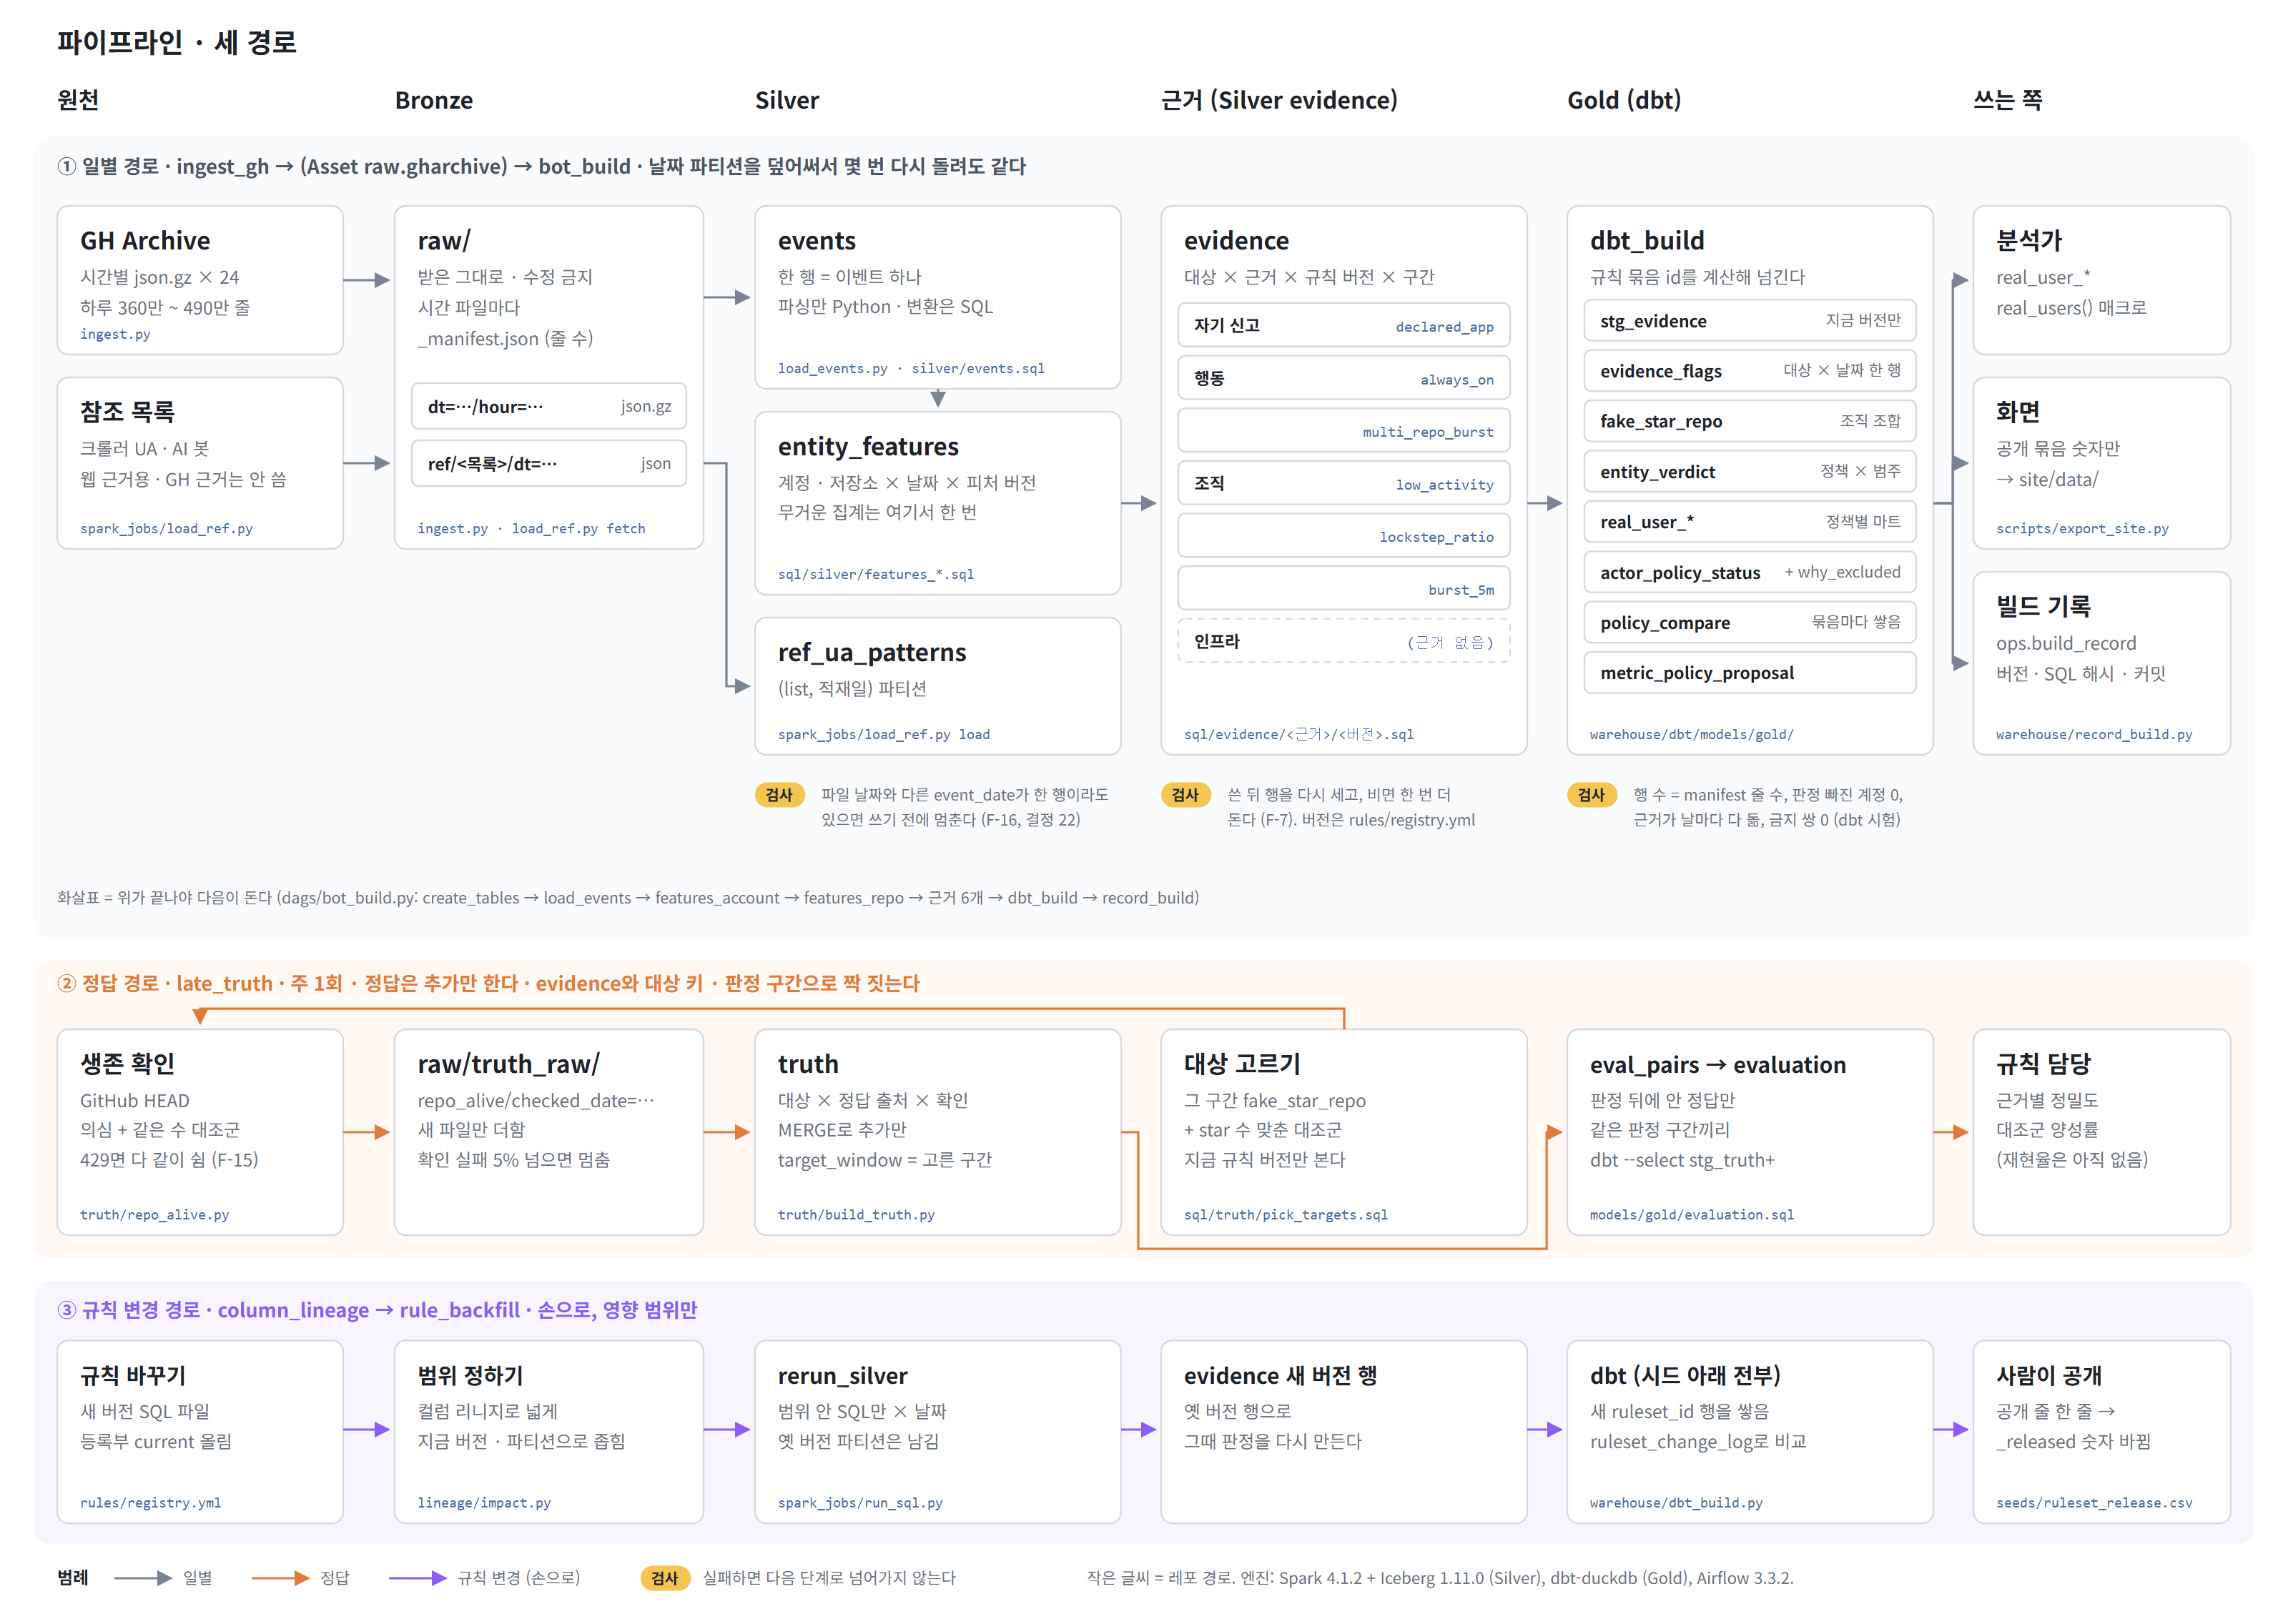 파이프라인 · 세 경로
원천
Bronze
Silver
근거 (Silver evidence)
Gold (dbt)
쓰는 쪽
① 일별 경로 · ingest_gh → (Asset raw.gharchive) → bot_build · 날짜 파티션을 덮어써서 몇 번 다시 돌려도 같다
GH Archive
시간별 json.gz × 24
하루 360만 ~ 490만 줄
ingest.py
참조 목록
크롤러 UA · AI 봇
웹 근거용 · GH 근거는 안 씀
spark_jobs/load_ref.py
raw/
받은 그대로 · 수정 금지
시간 파일마다
_manifest.json (줄 수)
dt=⋯/hour=⋯ json.gz
ref/<목록>/dt=⋯ json
ingest.py · load_ref.py fetch
events
한 행 = 이벤트 하나
파싱만 Python · 변환은 SQL
load_events.py · silver/events.sql
entity_features
계정 · 저장소 × 날짜 × 피처 버전
무거운 집계는 여기서 한 번
sql/silver/features_*.sql
ref_ua_patterns
(list, 적재일) 파티션
spark_jobs/load_ref.py load
검사 파일 날짜와 다른 event_date가 한 행이라도
있으면 쓰기 전에 멈춘다 (F-16, 결정 22)
evidence
대상 × 근거 × 규칙 버전 × 구간
자기 신고 declared_app
행동 always_on
multi_repo_burst
조직 low_activity
lockstep_ratio
burst_5m
인프라 (근거 없음)
sql/evidence/<근거>/<버전>.sql
검사 쓴 뒤 행을 다시 세고, 비면 한 번 더
돈다 (F-7). 버전은 rules/registry.yml
dbt_build
규칙 묶음 id를 계산해 넘긴다
stg_evidence 지금 버전만
evidence_flags 대상 × 날짜 한 행
fake_star_repo 조직 조합
entity_verdict 정책 × 범주
real_user_* 정책별 마트
actor_policy_status + why_excluded
policy_compare 묶음마다 쌓음
metric_policy_proposal
warehouse/dbt/models/gold/
검사 행 수 = manifest 줄 수, 판정 빠진 계정 0,
근거가 날마다 다 돎, 금지 쌍 0 (dbt 시험)
분석가
real_user_*
real_users() 매크로
화면
공개 묶음 숫자만
→ site/data/
scripts/export_site.py
빌드 기록
ops.build_record
버전 · SQL 해시 · 커밋
warehouse/record_build.py
화살표 = 위가 끝나야 다음이 돈다 (dags/bot_build.py: create_tables → load_events → features_account → features_repo → 근거 6개 → dbt_build → record_build)
② 정답 경로 · late_truth · 주 1회 · 정답은 추가만 한다 · evidence와 대상 키 · 판정 구간으로 짝 짓는다
생존 확인
GitHub HEAD
의심 + 같은 수 대조군
429면 다 같이 쉼 (F-15)
truth/repo_alive.py
raw/truth_raw/
repo_alive/checked_date=⋯
새 파일만 더함
확인 실패 5% 넘으면 멈춤
truth
대상 × 정답 출처 × 확인
MERGE로 추가만
target_window = 고른 구간
truth/build_truth.py
대상 고르기
그 구간 fake_star_repo
+ star 수 맞춘 대조군
지금 규칙 버전만 본다
sql/truth/pick_targets.sql
eval_pairs → evaluation
판정 뒤에 안 정답만
같은 판정 구간끼리
dbt --select stg_truth+
models/gold/evaluation.sql
규칙 담당
근거별 정밀도
대조군 양성률
(재현율은 아직 없음)
③ 규칙 변경 경로 · column_lineage → rule_backfill · 손으로, 영향 범위만
규칙 바꾸기
새 버전 SQL 파일
등록부 current 올림
rules/registry.yml
범위 정하기
컬럼 리니지로 넓게
지금 버전 · 파티션으로 좁힘
lineage/impact.py
rerun_silver
범위 안 SQL만 × 날짜
옛 버전 파티션은 남김
spark_jobs/run_sql.py
evidence 새 버전 행
옛 버전 행으로
그때 판정을 다시 만든다
dbt (시드 아래 전부)
새 ruleset_id 행을 쌓음
ruleset_change_log로 비교
warehouse/dbt_build.py
사람이 공개
공개 줄 한 줄 →
_released 숫자 바뀜
seeds/ruleset_release.csv
범례 일별 정답 규칙 변경 (손으로) 검사 실패하면 다음 단계로 넘어가지 않는다 작은 글씨 = 레포 경로. 엔진: Spark 4.1.2 + Iceberg 1.11.0 (Silver), dbt-duckdb (Gold), Airflow 3.3.2.